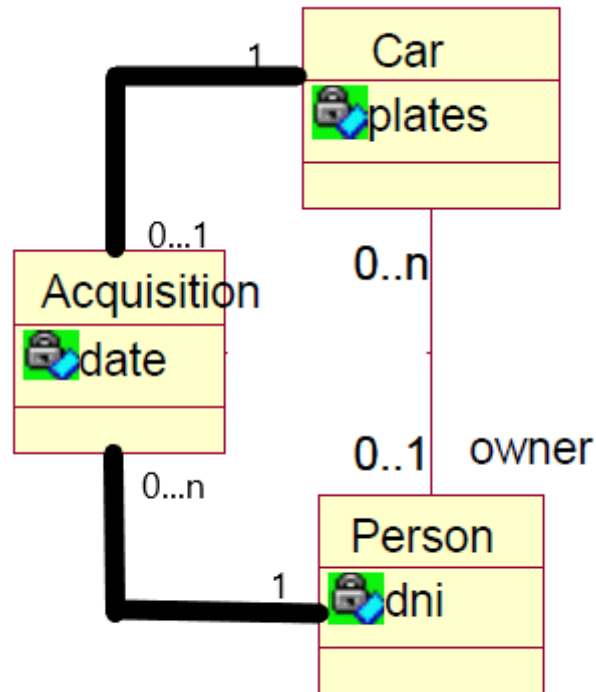 Car
1
plates
0...1
0..n
Acquisition
date
0..1 owner
0...n
Person
1
dni